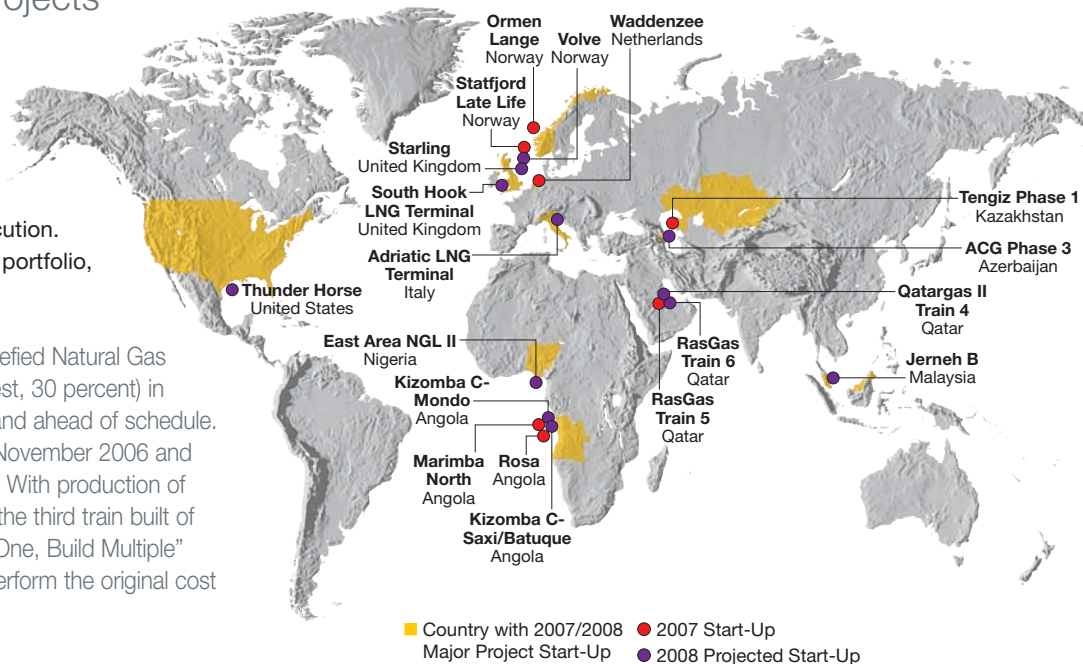 ojects
cution.
portfolio,
efied Natural Gas
est, 30 percent) in
and ahead of schedule.
November 2006 and
With production of
the third train built of
One, Build Multiple”
erform the original cost
Ormen
Lange
Norway
Volve
Norway
Waddenzee
Netherlands
Statfjord
Late Life
Norway
Starling
United Kingdom
South Hook
LNG Terminal
United Kingdom
Adriatic LNG
Terminal
Italy
Thunder Horse
United States
East Area NGL II
Nigeria
Kizomba C-
Mondo
Angola
Marimba
North
Angola
Rosa
Angola
Kizomba C-
Saxi/Batuque
Angola
Tengiz Phase 1
Kazakhstan
ACG Phase 3
Azerbaijan
Qatargas II
Train 4
Qatar
RasGas
Train 6
Qatar
RasGas
Train 5
Qatar
Jerneh B
Malaysia
Country with 2007/2008
Major Project Start-Up
2007 Start-Up
2008 Projected Start-Up